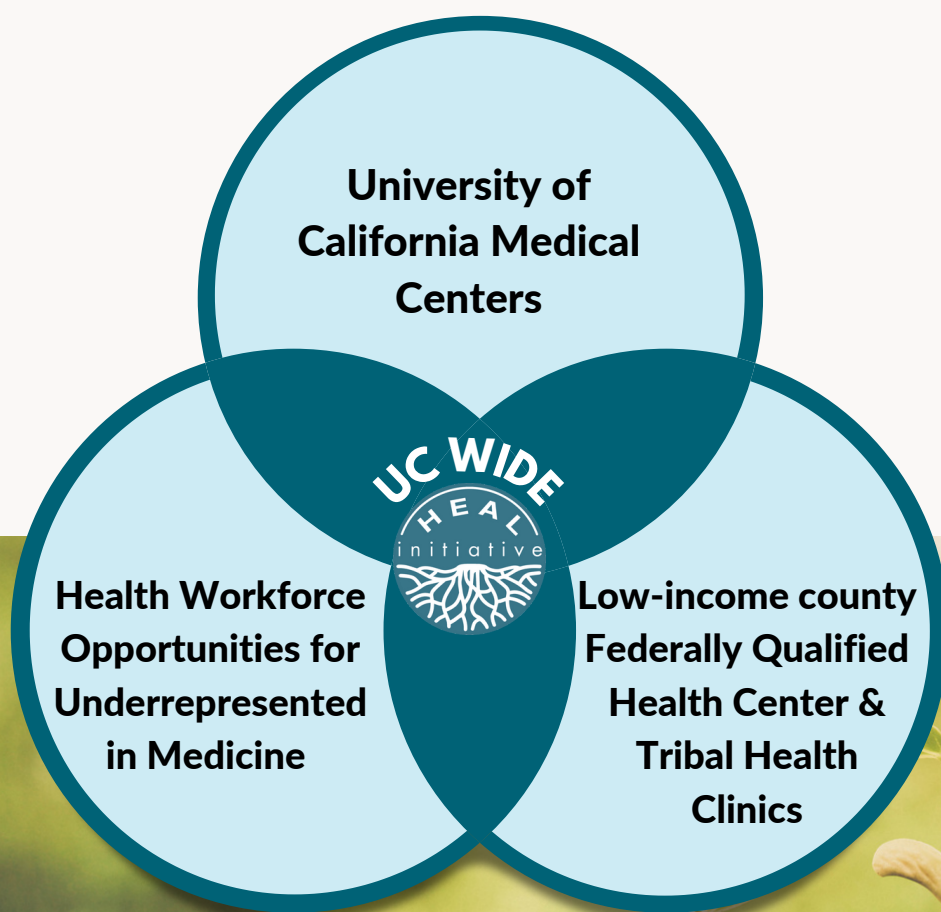 University of
California Medical
Centers
UC WIDE
HEAL
initiative
Health Workforce
Opportunities for
Underrepresented
in Medicine
Low-income county
Federally Qualified
Health Center &
Tribal Health
Clinics